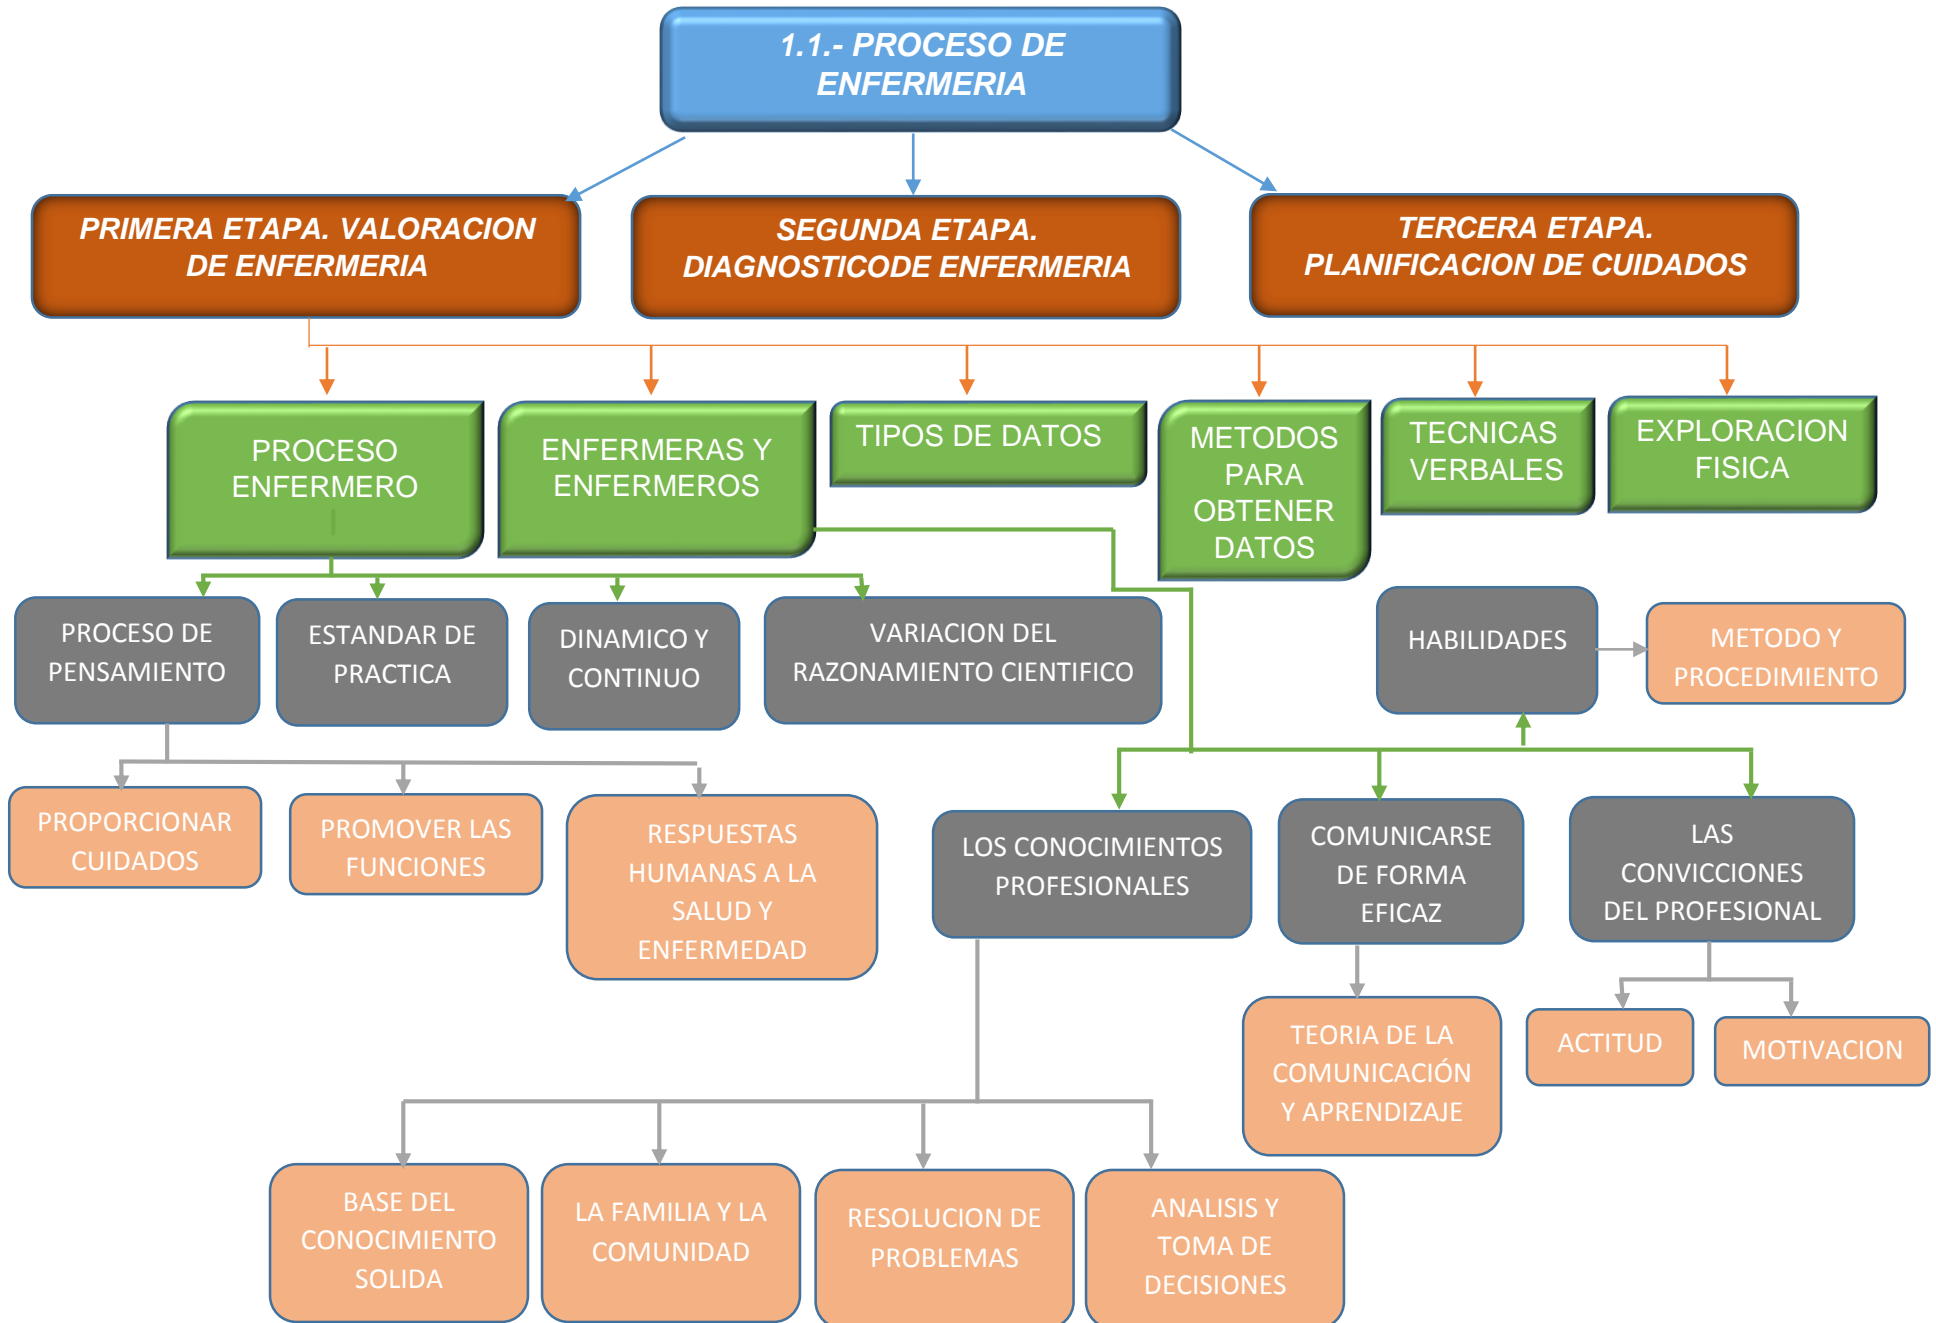 1.1.- PROCESO DE
ENFERMERIA
PRIMERA ETAPA. VALORACION
DE ENFERMERIA
SEGUNDA ETAPA.
DIAGNOSTICODE ENFERMERIA
TERCERA ETAPA.
PLANIFICACION DE CUIDADOS
PROCESO
ENFERMERO
ENFERMERAS Y
ENFERMEROS
TIPOS DE DATOS
METODOS
PARA
OBTENER
DATOS
TECNICAS
VERBALES
EXPLORACION
FISICA
PROCESO DE
PENSAMIENTO
ESTANDAR DE
PRACTICA
DINAMICO Y
CONTINUO
VARIACION DEL
RAZONAMIENTO CIENTIFICO
HABILIDADES
METODO Y
PROCEDIMIENTO
PROPORCIONAR
CUIDADOS
PROMOVER LAS
FUNCIONES
RESPUESTAS
HUMANAS A LA
SALUD Y
ENFERMEDAD
LOS CONOCIMIENTOS
PROFESIONALES
COMUNICARSE
DE FORMA
EFICAZ
LAS
CONVICCIONES
DEL PROFESIONAL
TEORIA DE LA
COMUNICACIÓN
Y APRENDIZAJE
ACTITUD
MOTIVACION
BASE DEL
CONOCIMIENTO
SOLIDA
LA FAMILIA Y LA
COMUNIDAD
RESOLUCION DE
PROBLEMAS
ANALISIS Y
TOMA DE
DECISIONES